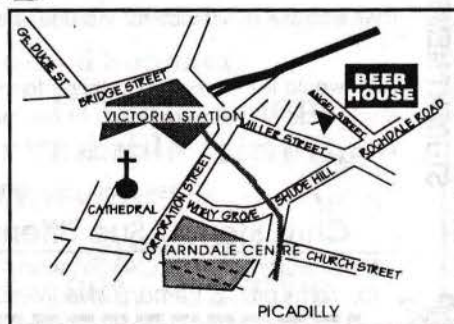 GT. DUCIE ST.
BRIDGE STREET
BEER
HOUSE
ANGEL STREET
VICTORIA STATION
MILLER STREET
ROCHDALE ROAD
SHUDE HILL
CORPORATION STREET
CATHEDRAL
WITHY GROVE
ARNDALE CENTRE
CHURCH STREET
PICADILLY